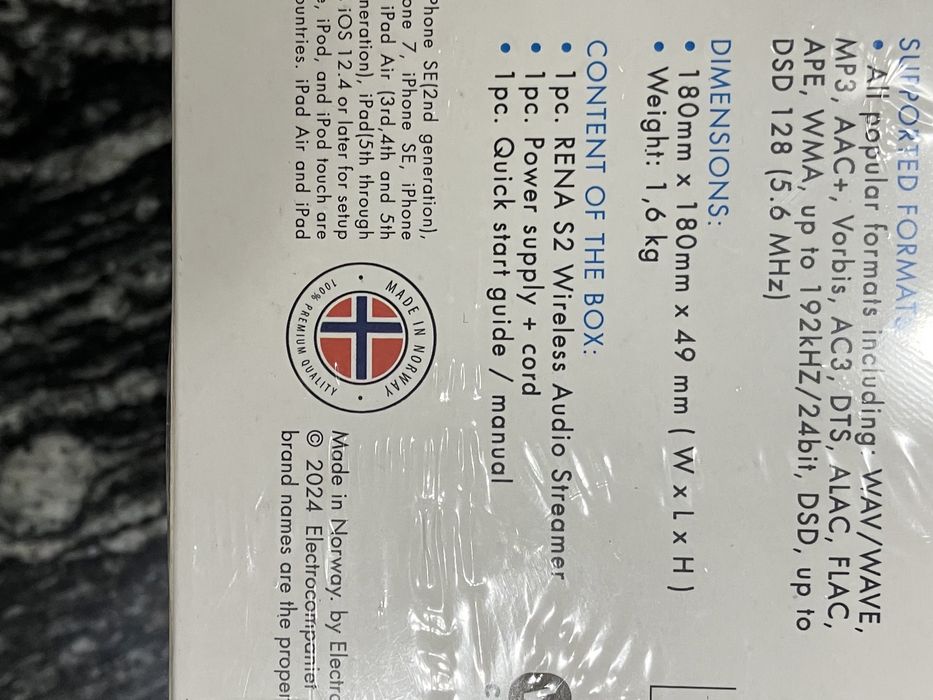 SUPPORTED FORMATS
• All popular formats including: WAV/WAVE,
MP3, AAC+, Vorbis, AC3, DTS, ALAC, FLAC,
APE, WMA, up to 192kHZ/24bit, DSD, up to
DSD 128 (5.6 MHz)
DIMENSIONS:
• 180mm x 180mm x 49 mm ( W x L x H )
• Weight: 1,6 kg
CONTENT OF THE BOX:
• 1pc. RENA S2 Wireless Audio Streamer
• 1pc. Power supply + cord
• 1pc. Quick start guide / manual
Phone SE(2nd generation),
one 7, iPhone SE, iPhone
iPad Air (3rd,4th and 5th
neration), iPad(5th through
iOS 12.4 or later for setup
e, iPod, and iPod touch are
ountries. iPad Air and iPad
MADE IN NORWAY
100% PREMIUM QUALITY
Made in Norway. by Electro
© 2024 Electrocompaniet
brand names are the proper